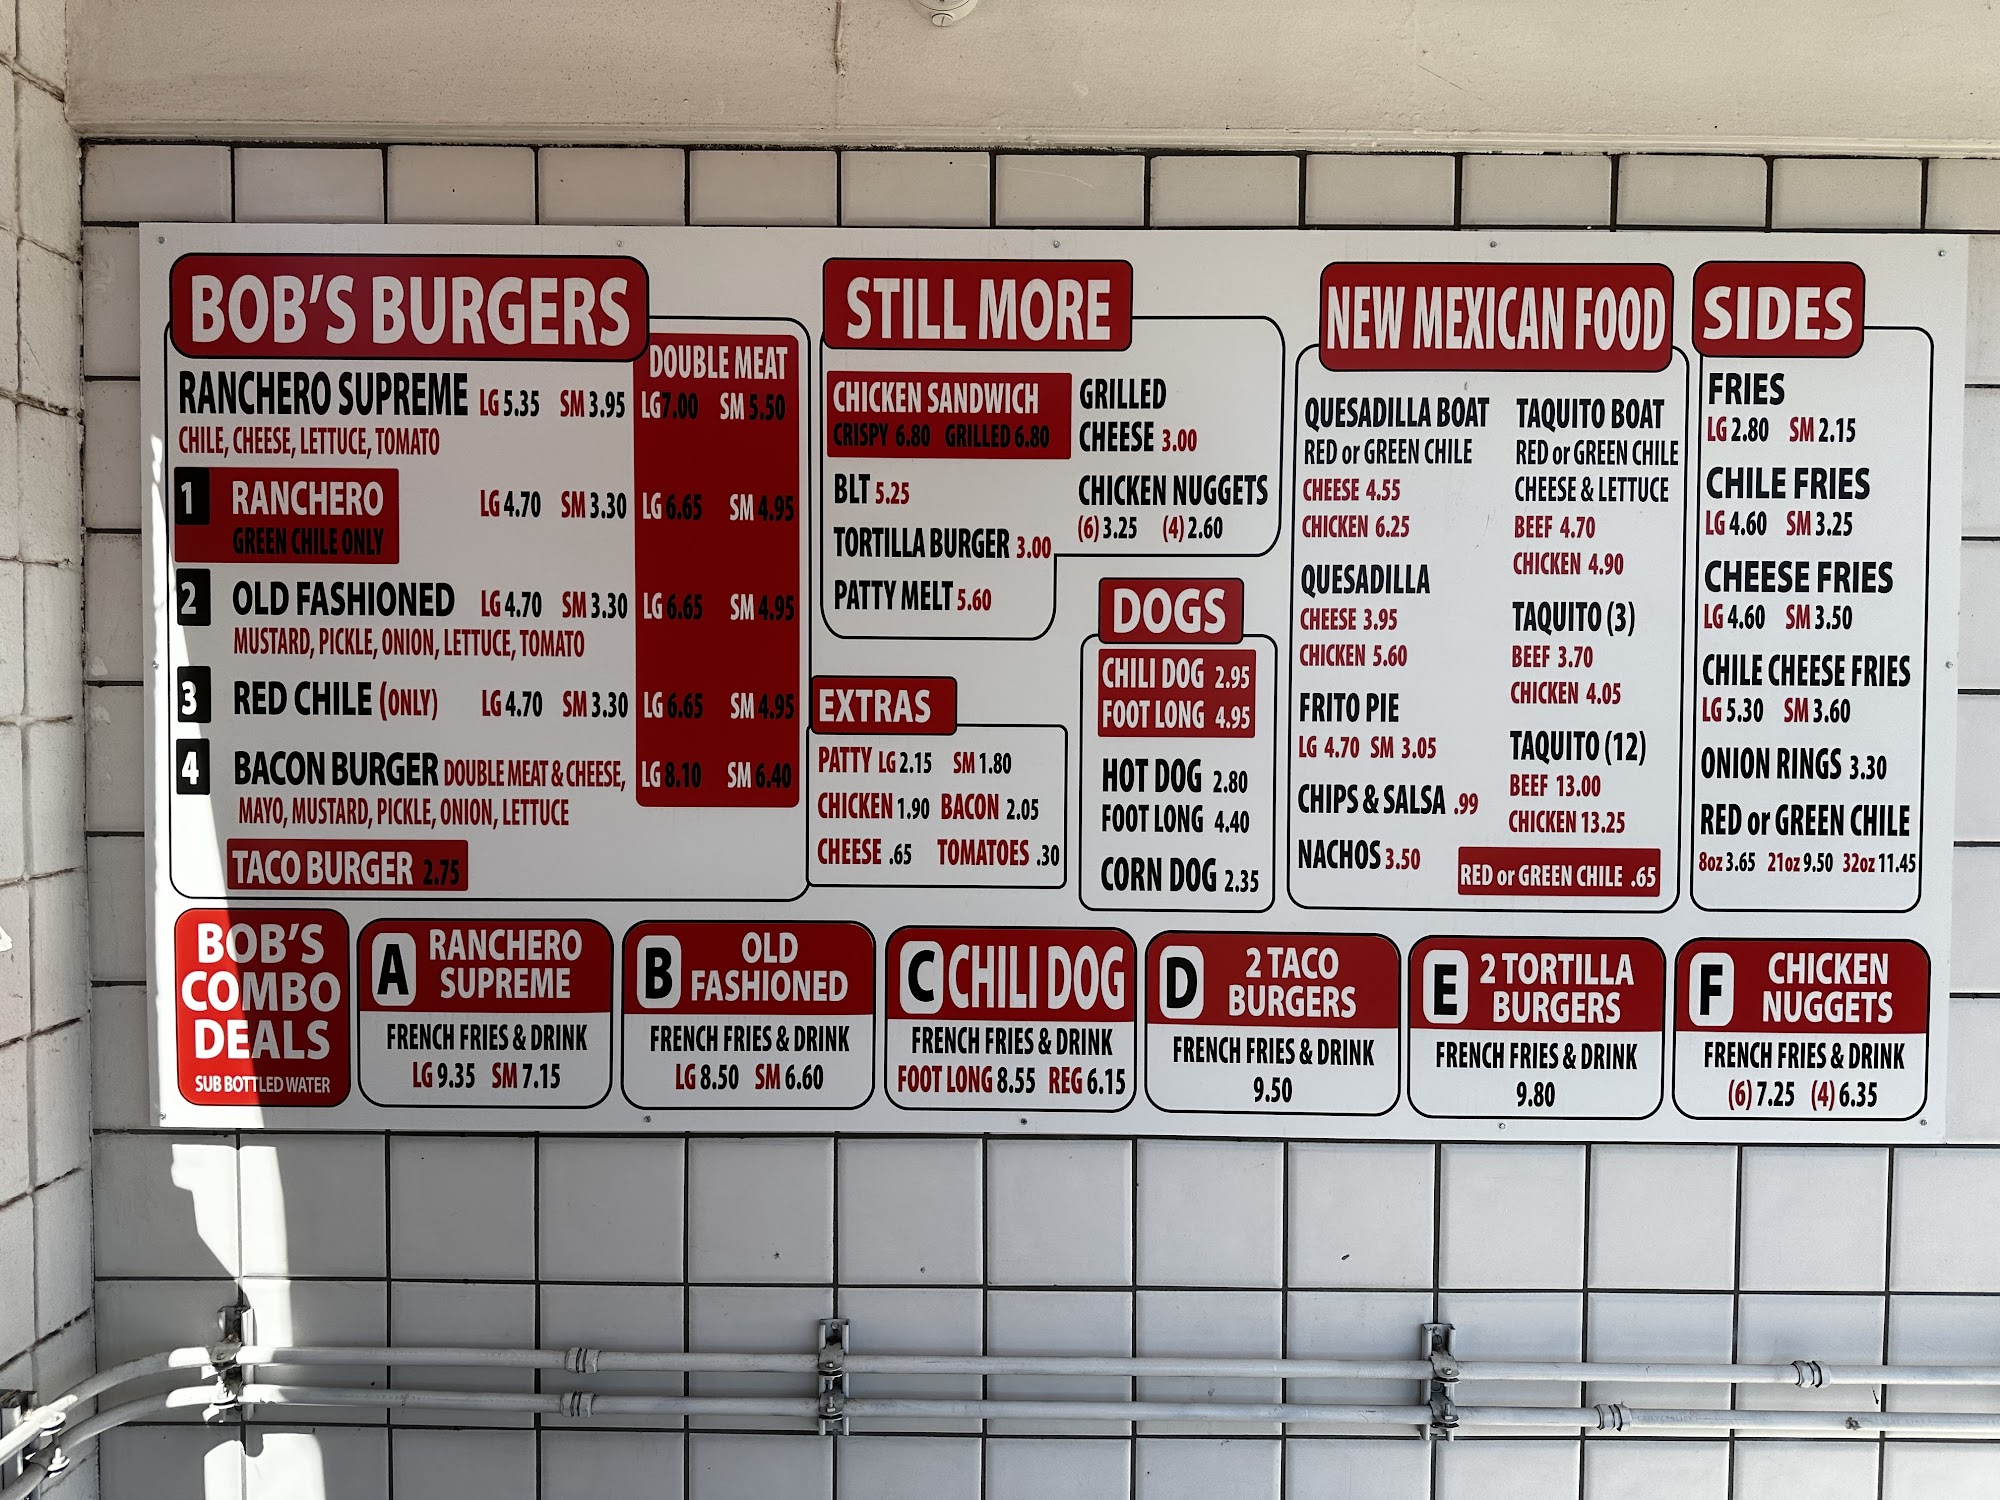 BOB'S BURGERS
DOUBLE MEAT
RANCHERO SUPREME LG 5.35 SM 3.95 LG 7.00 SM 5.50
CHILE, CHEESE, LETTUCE, TOMATO
1 RANCHERO LG 4.70 SM 3.30 LG 6.65 SM 4.95
GREEN CHILE ONLY
2 OLD FASHIONED LG 4.70 SM 3.30 LG 6.65 SM 4.95
MUSTARD, PICKLE, ONION, LETTUCE, TOMATO
3 RED CHILE (ONLY) LG 4.70 SM 3.30 LG 6.65 SM 4.95
4 BACON BURGER DOUBLE MEAT & CHEESE, LG 8.10 SM 6.40
MAYO, MUSTARD, PICKLE, ONION, LETTUCE
TACO BURGER 2.75
STILL MORE
CHICKEN SANDWICH
CRISPY 6.80 GRILLED 6.80
BLT 5.25
TORTILLA BURGER 3.00
PATTY MELT 5.60
GRILLED
CHEESE 3.00
CHICKEN NUGGETS
(6) 3.25 (4) 2.60
EXTRAS
PATTY LG 2.15 SM 1.80
CHICKEN 1.90 BACON 2.05
CHEESE .65 TOMATOES .30
DOGS
CHILI DOG 2.95
FOOT LONG 4.95
HOT DOG 2.80
FOOT LONG 4.40
CORN DOG 2.35
NEW MEXICAN FOOD
QUESADILLA BOAT
RED or GREEN CHILE
CHEESE 4.55
CHICKEN 6.25
QUESADILLA
CHEESE 3.95
CHICKEN 5.60
FRITO PIE
LG 4.70 SM 3.05
CHIPS & SALSA .99
NACHOS 3.50
TAQUITO BOAT
RED or GREEN CHILE
CHEESE & LETTUCE
BEEF 4.70
CHICKEN 4.90
TAQUITO (3)
BEEF 3.70
CHICKEN 4.05
TAQUITO (12)
BEEF 13.00
CHICKEN 13.25
RED or GREEN CHILE .65
SIDES
FRIES
LG 2.80 SM 2.15
CHILE FRIES
LG 4.60 SM 3.25
CHEESE FRIES
LG 4.60 SM 3.50
CHILE CHEESE FRIES
LG 5.30 SM 3.60
ONION RINGS 3.30
RED or GREEN CHILE
8oz 3.65 21oz 9.50 32oz 11.45
BOB'S
COMBO
DEALS
SUB BOTTLED WATER
A RANCHERO
SUPREME
FRENCH FRIES & DRINK
LG 9.35 SM 7.15
B OLD
FASHIONED
FRENCH FRIES & DRINK
LG 8.50 SM 6.60
C CHILI DOG
FRENCH FRIES & DRINK
FOOT LONG 8.55 REG 6.15
D 2 TACO
BURGERS
FRENCH FRIES & DRINK
9.50
E 2 TORTILLA
BURGERS
FRENCH FRIES & DRINK
9.80
F CHICKEN
NUGGETS
FRENCH FRIES & DRINK
(6) 7.25 (4) 6.35